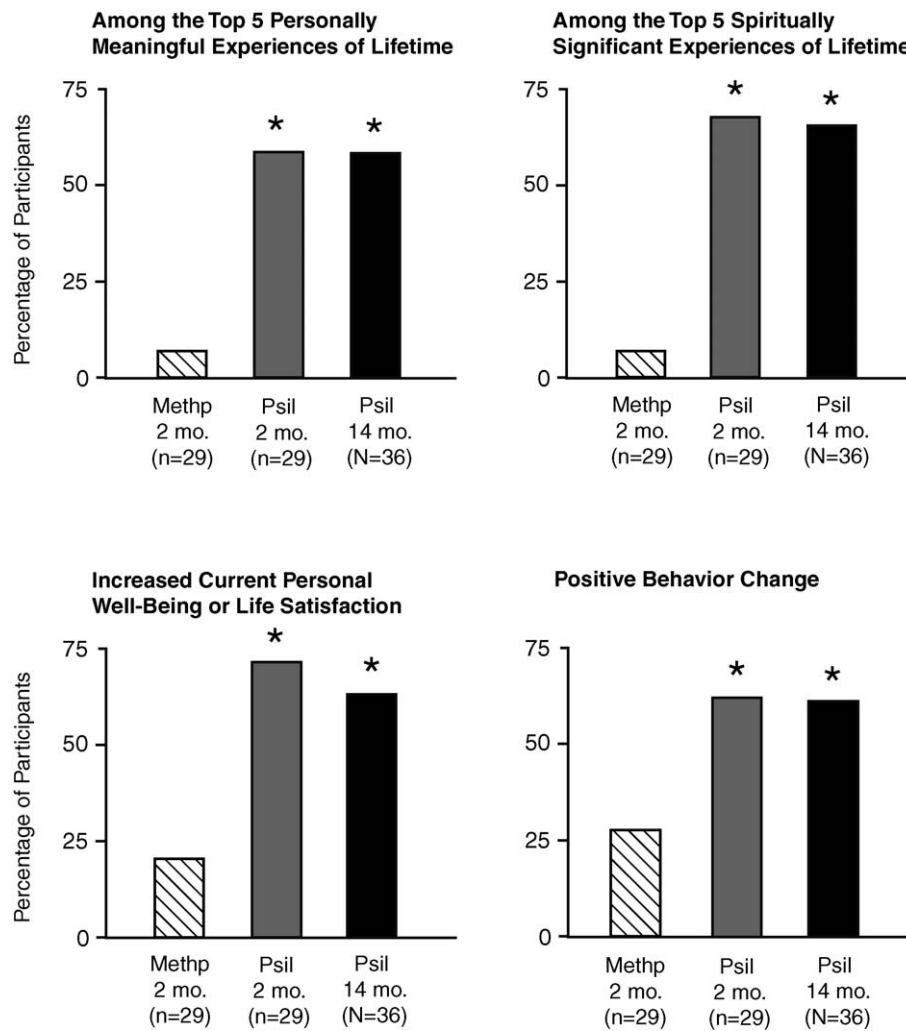 Among the Top 5 Personally
Meaningful Experiences of Lifetime
Percentage of Participants
75
50
25
0
*
*
Methp
2 mo.
(n=29)
Psil
2 mo.
(n=29)
Psil
14 mo.
(N=36)
Among the Top 5 Spiritually
Significant Experiences of Lifetime
75
50
25
0
*
*
Methp
2 mo.
(n=29)
Psil
2 mo.
(n=29)
Psil
14 mo.
(N=36)
Increased Current Personal
Well-Being or Life Satisfaction
Percentage of Participants
75
50
25
0
*
*
Methp
2 mo.
(n=29)
Psil
2 mo.
(n=29)
Psil
14 mo.
(N=36)
Positive Behavior Change
75
50
25
0
*
*
Methp
2 mo.
(n=29)
Psil
2 mo.
(n=29)
Psil
14 mo.
(N=36)